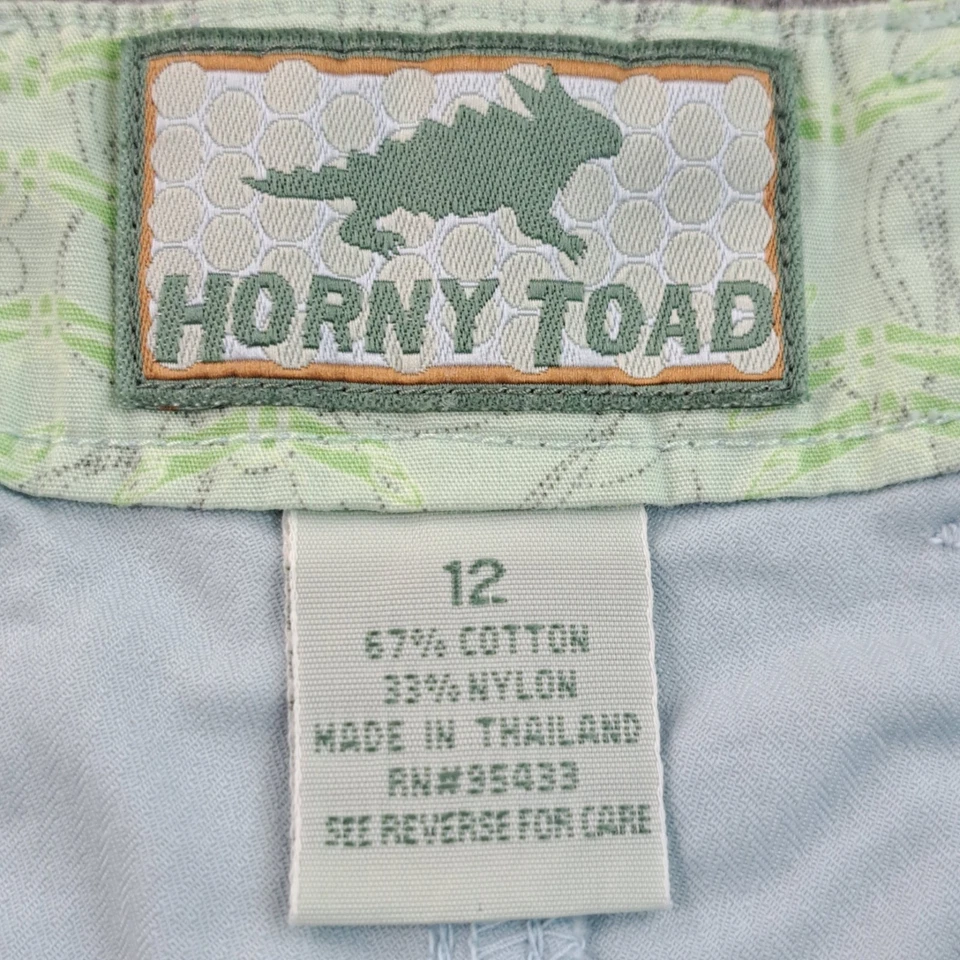 HORNY TOAD
12
67% COTTON
33% NYLON
MADE IN THAILAND
RN#95433
SEE REVERSE FOR CARE